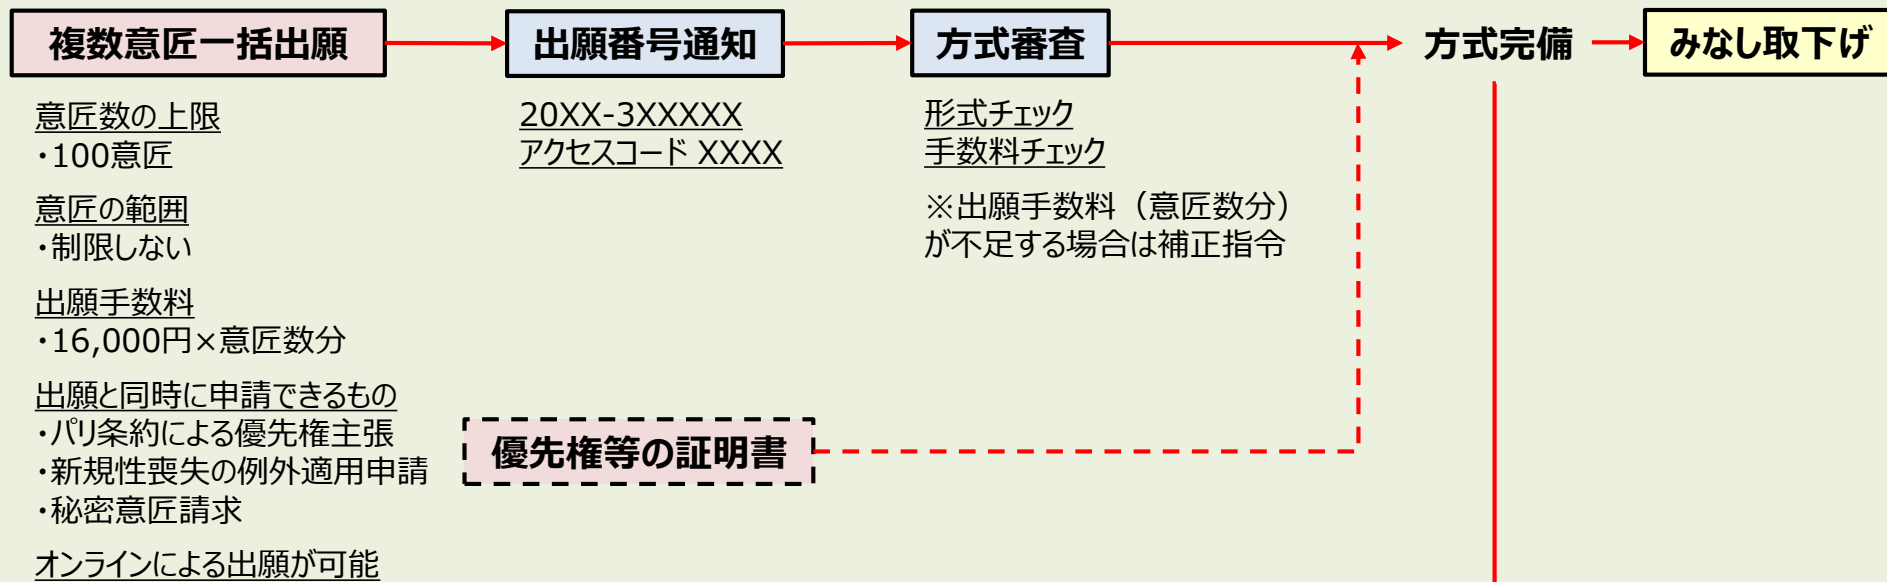 複数意匠一括出願
出願番号通知
方式審査
方式完備
みなし取下げ
意匠数の上限
・100意匠
意匠の範囲
・制限しない
出願手数料
・16,000円×意匠数分
出願と同時に申請できるもの
・パリ条約による優先権主張
・新規性喪失の例外適用申請
・秘密意匠請求
オンラインによる出願が可能
20XX-3XXXXX
アクセスコード XXXX
形式チェック
手数料チェック
※出願手数料（意匠数分）
が不足する場合は補正指令
優先権等の証明書